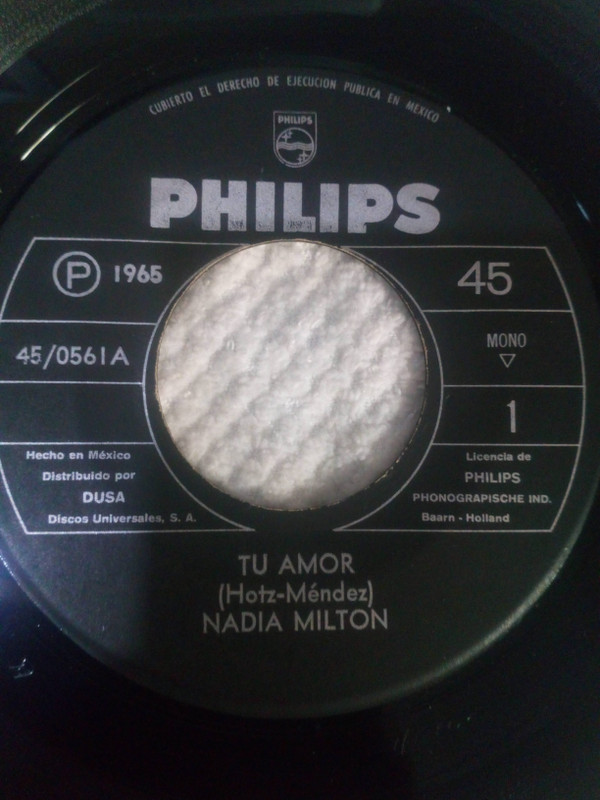 CUBIERTO EL DERECHO DE EJECUCION PUBLICA EN MEXICO
PHILIPS
PHILIPS
P 1965
45
45/0561A
MONO
1
Hecho en México
Distribuido por
DUSA
Discos Universales, S. A.
Licencia de
PHILIPS
PHONOGRAPISCHE IND.
Baarn - Holland
TU AMOR
(Hotz-Méndez)
NADIA MILTON